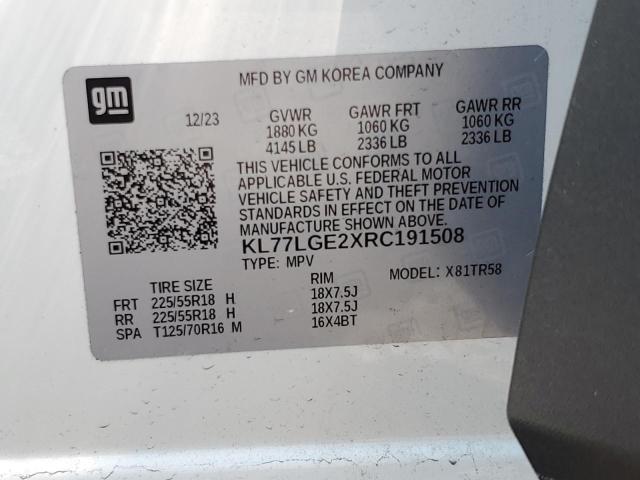 gm
MFD BY GM KOREA COMPANY
12/23 GVWR GAWR FRT GAWR RR
1880 KG 1060 KG 1060 KG
4145 LB 2336 LB 2336 LB
THIS VEHICLE CONFORMS TO ALL
APPLICABLE U.S. FEDERAL MOTOR
VEHICLE SAFETY AND THEFT PREVENTION
STANDARDS IN EFFECT ON THE DATE OF
MANUFACTURE SHOWN ABOVE.
KL77LGE2XRC191508
TYPE: MPV MODEL: X81TR58
TIRE SIZE RIM
FRT 225/55R18 H 18X7.5J
RR 225/55R18 H 18X7.5J
SPA T125/70R16 M 16X4BT